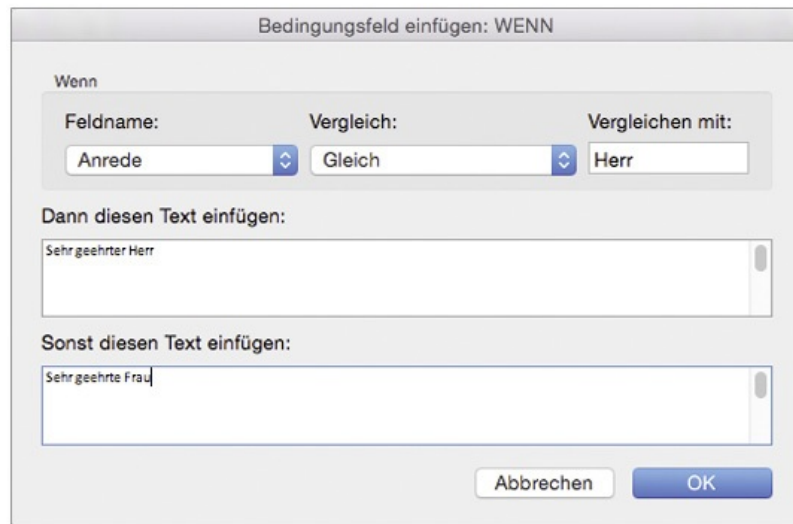 Bedingungsfeld einfügen: WENN
Wenn
Feldname: Vergleich: Vergleichen mit:
Anrede Gleich Herr
Dann diesen Text einfügen:
Sehr geehrter Herr
Sonst diesen Text einfügen:
Sehr geehrte Frau
Abbrechen OK